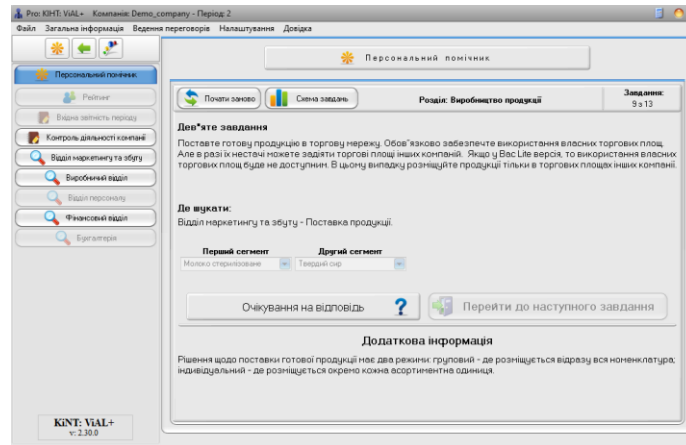 Pro: КІНТ: ViAL+ Компанія: Demo_company - Період: 2
Файл Загальна інформація Ведення переговорів Налаштування Довідка
Персональний помічник
Персональний помічник
Рейтинг
Вхідна звітність періоду
Контроль діяльності компанії
Відділ маркетингу та збуту
Виробничий відділ
Відділ персоналу
Фінансовий відділ
Бухгалтерія
Почати заново
Схема завдань
Розділ: Виробництво продукції
Завдання:
9 з 13
Дев"яте завдання
Поставте готову продукцію в торгову мережу. Обов"язково забезпечте використання власних торгових площ.
Але в разі їх нестачі можете задіяти торгові площі інших компаній. Якщо у Вас Lite версія, то використання власних
торгових площ буде не доступним. В цьому випадку розміщуйте продукції тільки в торгових площах інших компаній.
Де шукати:
Відділ маркетингу та збуту - Поставка продукції.
Перший сегмент
Другий сегмент
Молоко стерилізоване
Твердий сир
Очікування на відповідь
Перейти до наступного завдання
Додаткова інформація
Рішення щодо поставки готової продукції має два режими: груповий - де розміщується відразу вся номенклатура;
індивідуальний - де розміщується окремо кожна асортиментна одиниця.
KiNT: ViAL+
v: 2.30.0